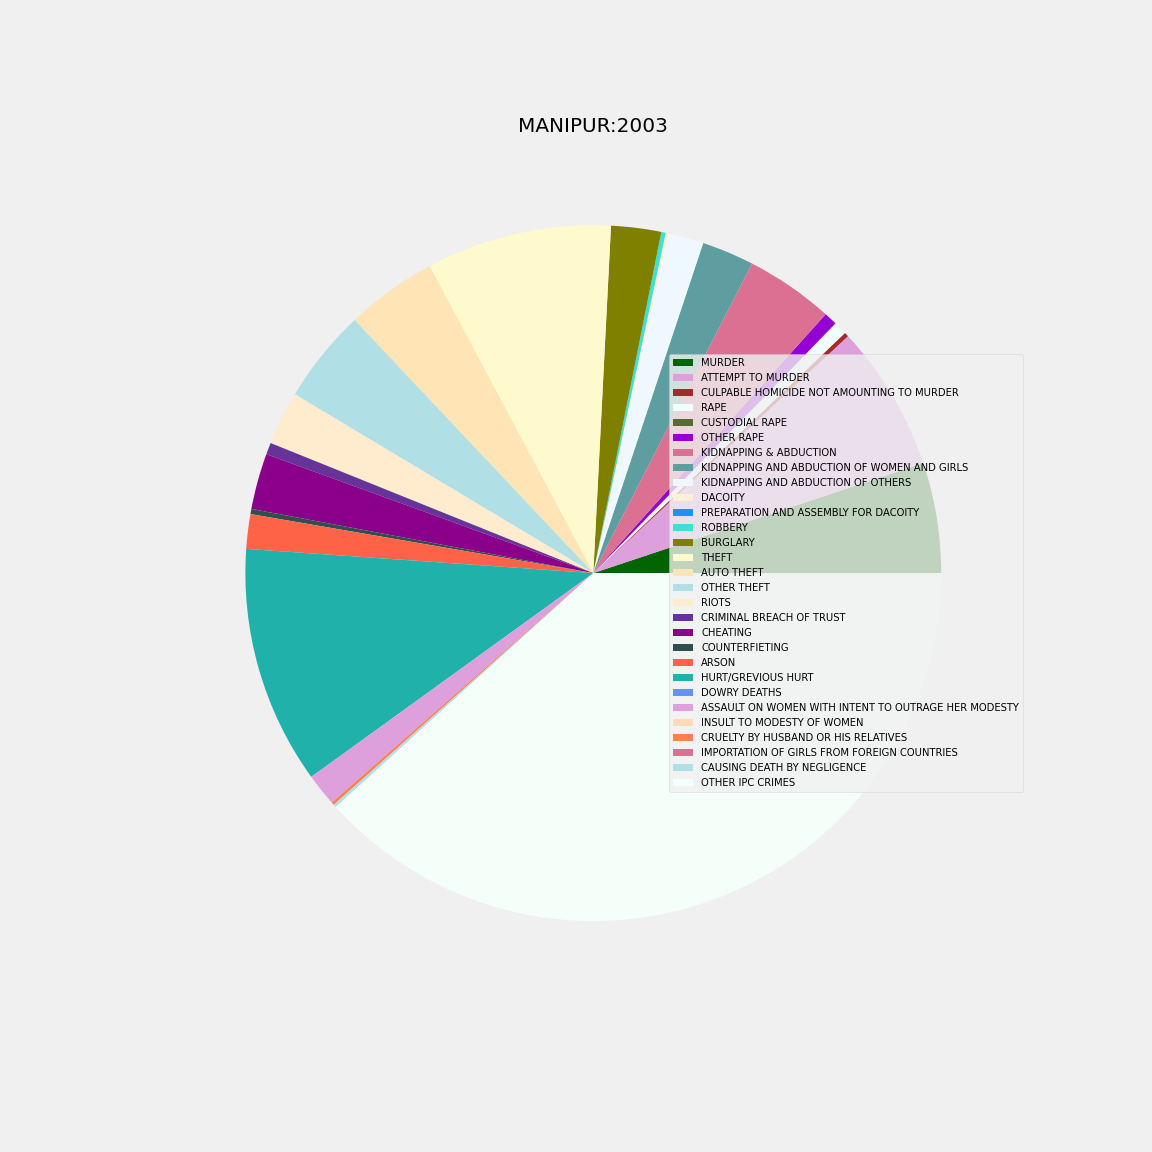 MANIPUR:2003
MURDER
ATTEMPT TO MURDER
CULPABLE HOMICIDE NOT AMOUNTING TO MURDER
RAPE
CUSTODIAL RAPE
OTHER RAPE
KIDNAPPING & ABDUCTION
KIDNAPPING AND ABDUCTION OF WOMEN AND GIRLS
KIDNAPPING AND ABDUCTION OF OTHERS
DACOITY
PREPARATION AND ASSEMBLY FOR DACOITY
ROBBERY
BURGLARY
THEFT
AUTO THEFT
OTHER THEFT
RIOTS
CRIMINAL BREACH OF TRUST
CHEATING
COUNTERFIETING
ARSON
HURT/GREVIOUS HURT
DOWRY DEATHS
ASSAULT ON WOMEN WITH INTENT TO OUTRAGE HER MODESTY
INSULT TO MODESTY OF WOMEN
CRUELTY BY HUSBAND OR HIS RELATIVES
IMPORTATION OF GIRLS FROM FOREIGN COUNTRIES
CAUSING DEATH BY NEGLIGENCE
OTHER IPC CRIMES